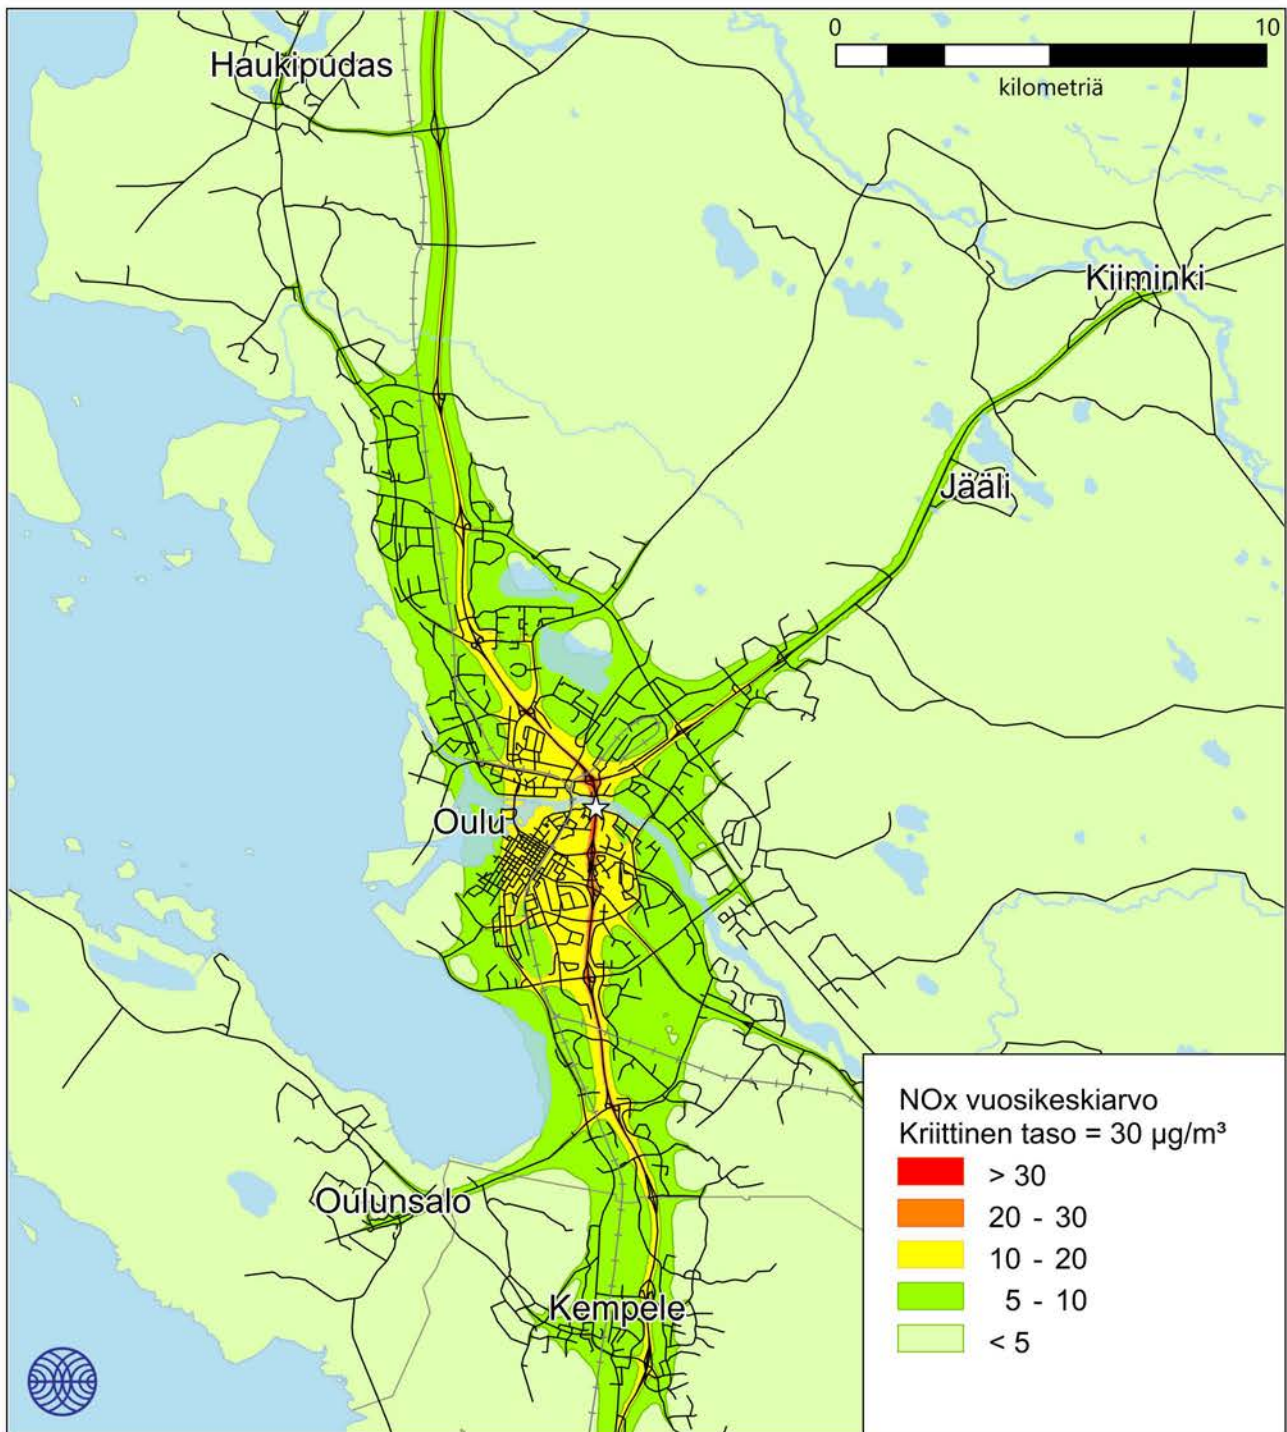 0 10
kilometriä
Haukipudas
Kiiminki
Jääli
Oulu
Oulunsalo
Kempele
NOx vuosikeskiarvo
Kriittinen taso = 30 µg/m³
> 30
20 - 30
10 - 20
5 - 10
< 5